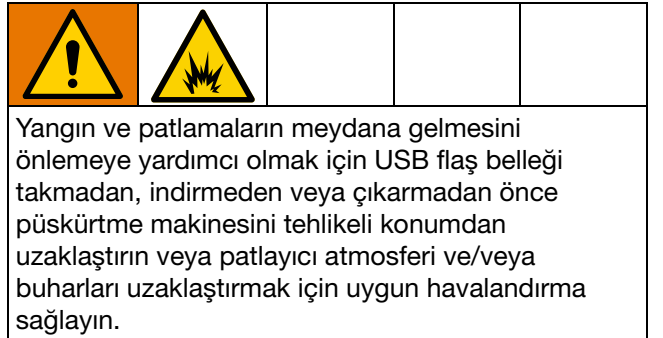 Yangın ve patlamaların meydana gelmesini
önlemeye yardımcı olmak için USB flaş belleği
takmadan, indirmeden veya çıkarmadan önce
püskürtme makinesini tehlikeli konumdan
uzaklaştırın veya patlayıcı atmosferi ve/veya
buharları uzaklaştırmak için uygun havalandırma
sağlayın.